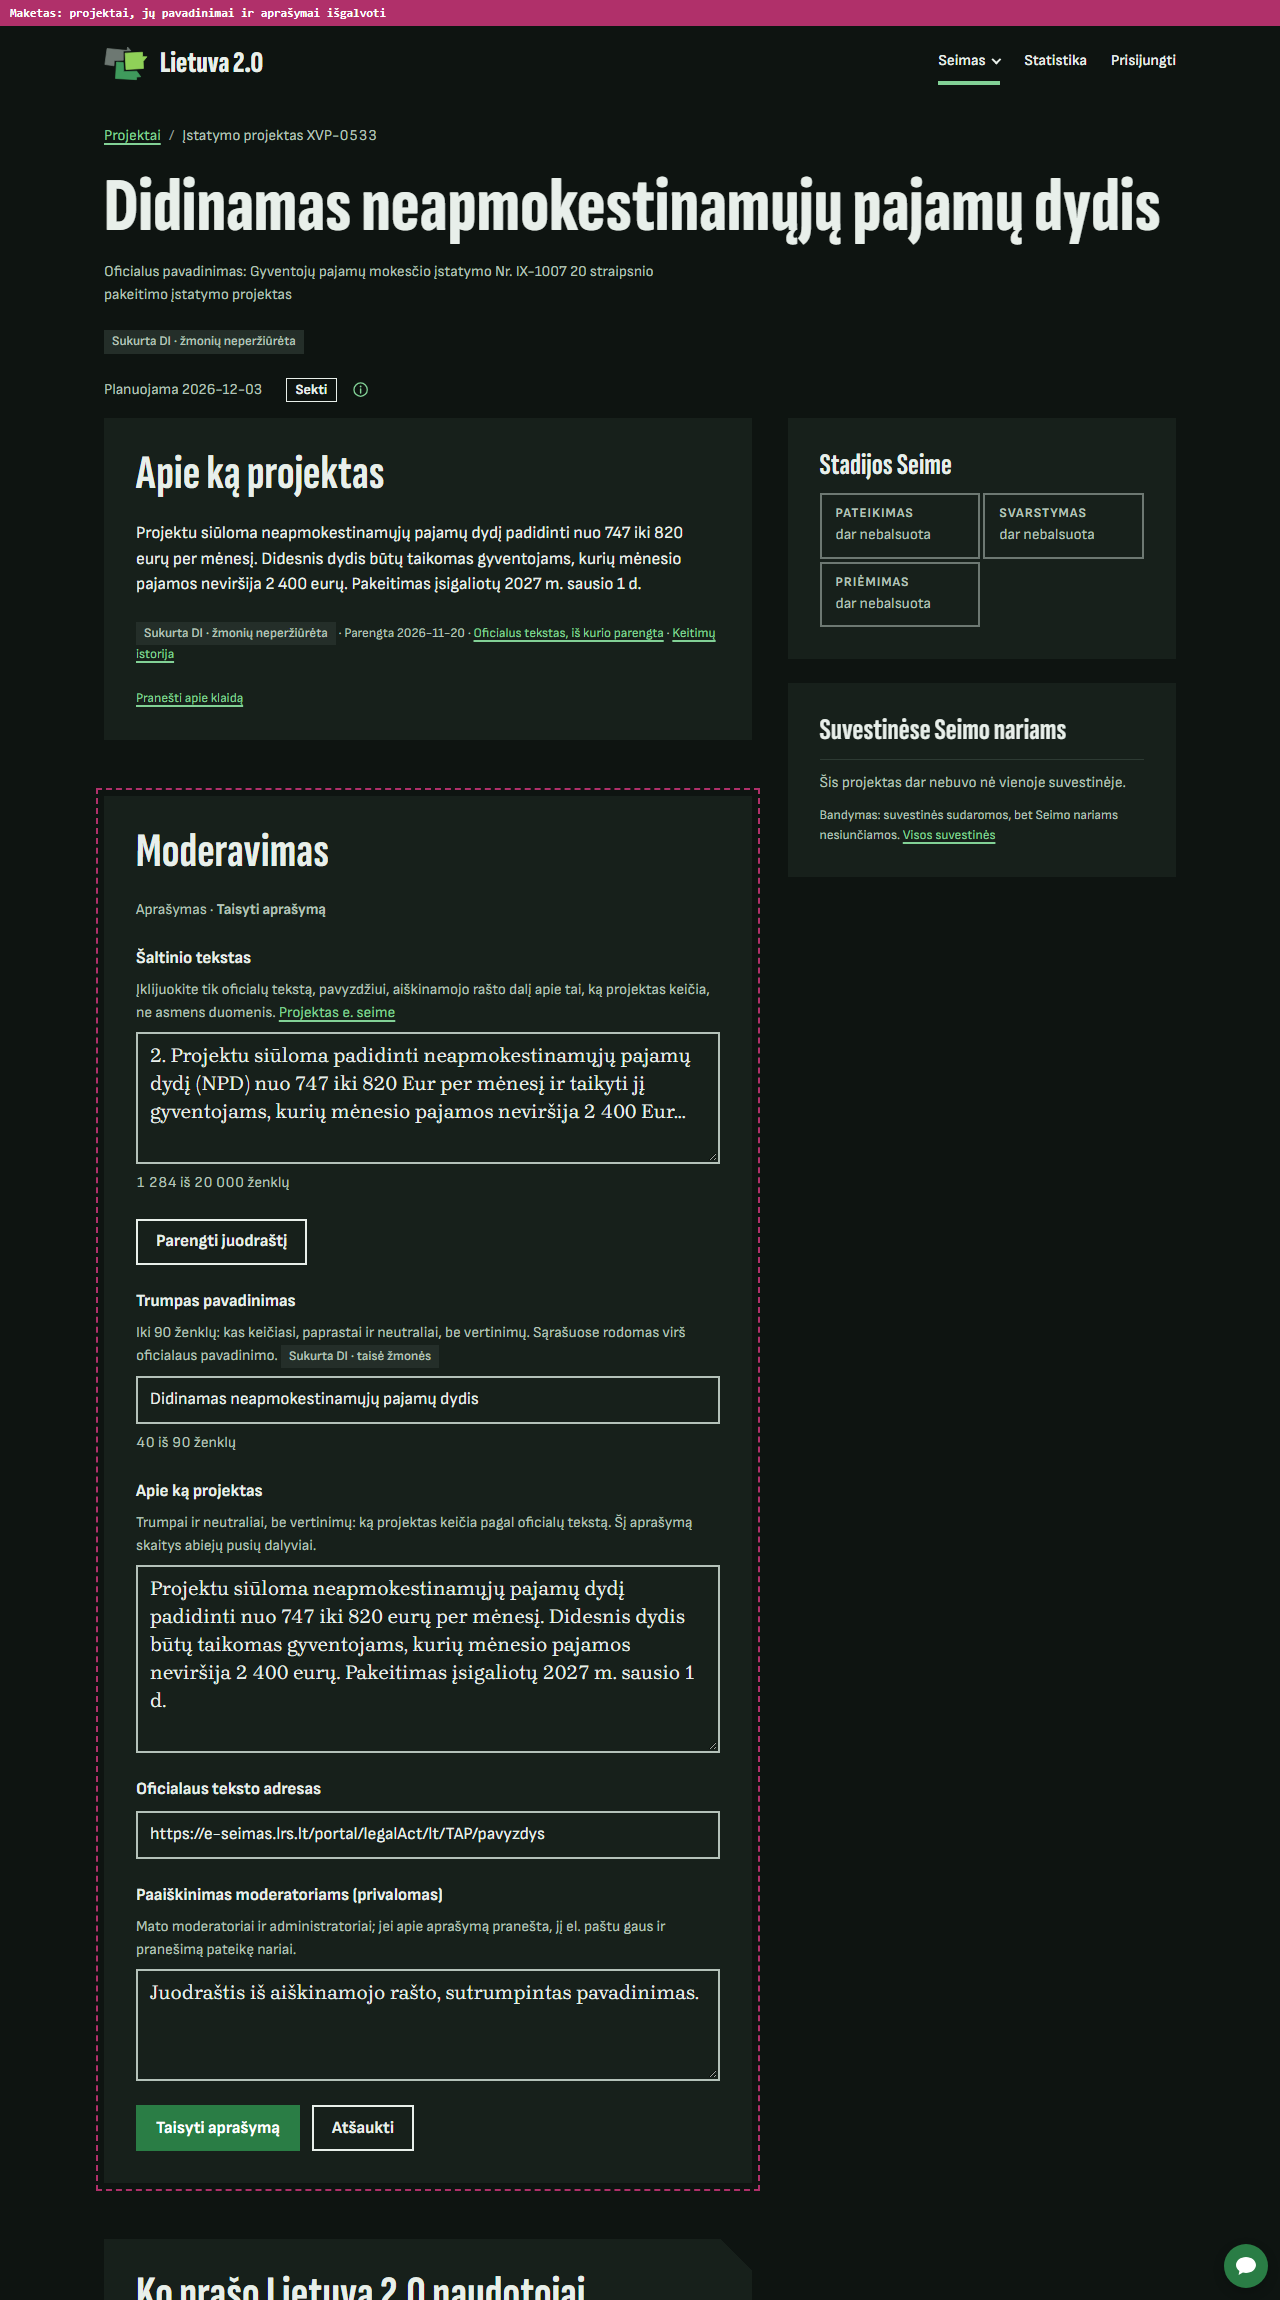 Maketas: projektai, jų pavadinimai ir aprašymai išgalvoti
Lietuva 2.0
Seimas
Statistika
Prisijungti
Projektai / Įstatymo projektas XVP-0533
Didinamas neapmokestinamųjų pajamų dydis
Oficialus pavadinimas: Gyventojų pajamų mokesčio įstatymo Nr. IX-1007 20 straipsnio
pakeitimo įstatymo projektas
Sukurta DI · žmonių neperžiūrėta
Planuojama 2026-12-03
Sekti
Apie ką projektas
Projektu siūloma neapmokestinamųjų pajamų dydį padidinti nuo 747 iki 820
eurų per mėnesį. Didesnis dydis būtų taikomas gyventojams, kurių mėnesio
pajamos neviršija 2 400 eurų. Pakeitimas įsigaliotų 2027 m. sausio 1 d.
Sukurta DI · žmonių neperžiūrėta · Parengta 2026-11-20 · Oficialus tekstas, iš kurio parengta · Keitimų
istorija
Pranešti apie klaidą
Stadijos Seime
PATEIKIMAS
dar nebalsuota
SVARSTYMAS
dar nebalsuota
PRIĖMIMAS
dar nebalsuota
Suvestinėse Seimo nariams
Šis projektas dar nebuvo nė vienoje suvestinėje.
Bandymas: suvestinės sudaromos, bet Seimo nariams
nesiunčiamos. Visos suvestinės
Moderavimas
Aprašymas · Taisyti aprašymą
Šaltinio tekstas
Įklijuokite tik oficialų tekstą, pavyzdžiui, aiškinamojo rašto dalį apie tai, ką projektas keičia,
ne asmens duomenis. Projektas e. seime
2. Projektu siūloma padidinti neapmokestinamųjų pajamų
dydį (NPD) nuo 747 iki 820 Eur per mėnesį ir taikyti jį
gyventojams, kurių mėnesio pajamos neviršija 2 400 Eur…
1 284 iš 20 000 ženklų
Parengti juodraštį
Trumpas pavadinimas
Iki 90 ženklų: kas keičiasi, paprastai ir neutraliai, be vertinimų. Sąrašuose rodomas virš
oficialaus pavadinimo. Sukurta DI · taisė žmonės
Didinamas neapmokestinamųjų pajamų dydis
40 iš 90 ženklų
Apie ką projektas
Trumpai ir neutraliai, be vertinimų: ką projektas keičia pagal oficialų tekstą. Šį aprašymą
skaitys abiejų pusių dalyviai.
Projektu siūloma neapmokestinamųjų pajamų dydį
padidinti nuo 747 iki 820 eurų per mėnesį. Didesnis dydis
būtų taikomas gyventojams, kurių mėnesio pajamos
neviršija 2 400 eurų. Pakeitimas įsigaliotų 2027 m. sausio 1
d.
Oficialaus teksto adresas
https://e-seimas.lrs.lt/portal/legalAct/lt/TAP/pavyzdys
Paaiškinimas moderatoriams (privalomas)
Mato moderatoriai ir administratoriai; jei apie aprašymą pranešta, jį el. paštu gaus ir
pranešimą pateikę nariai.
Juodraštis iš aiškinamojo rašto, sutrumpintas pavadinimas.
Taisyti aprašymą
Atšaukti
Ko prašo Lietuva 2.0 naudotojai